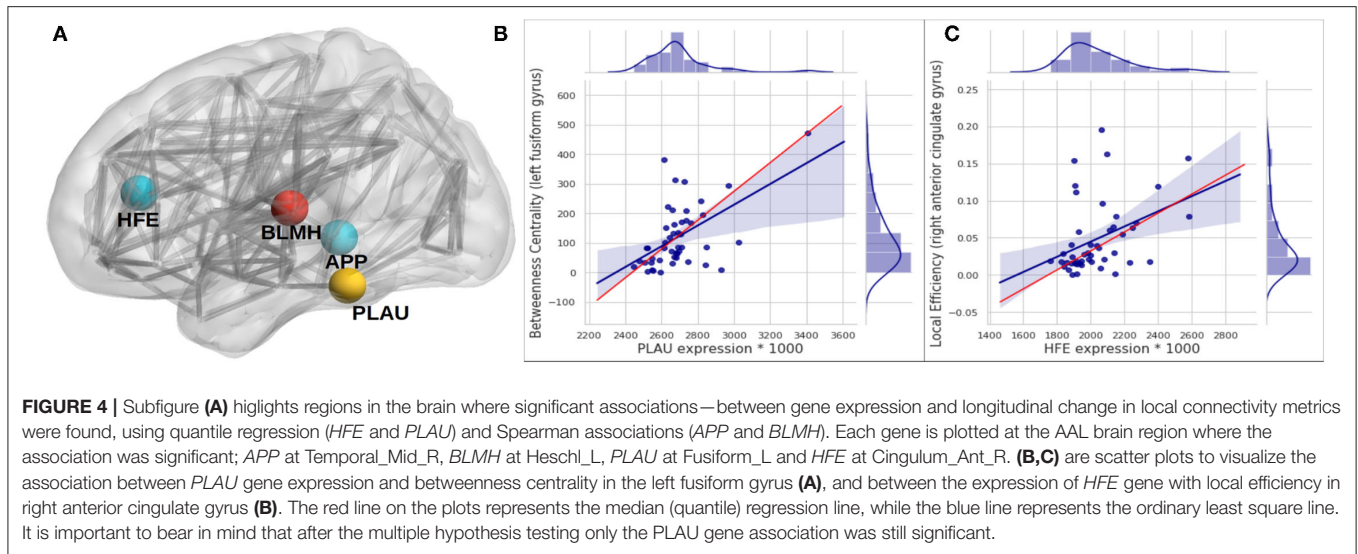 A
HFE
BLMH
APP
PLAU
B
Betweenness Centrality (left fusiform gyrus)
600
500
400
300
200
100
0
−100
2200 2400 2600 2800 3000 3200 3400 3600
PLAU expression * 1000
C
Local Efficiency (right anterior cingulate gyrus)
0.25
0.20
0.15
0.10
0.05
0.00
−0.05
1400 1600 1800 2000 2200 2400 2600 2800
HFE expression * 1000
FIGURE 4 | Subfigure (A) higlights regions in the brain where significant associations—between gene expression and longitudinal change in local connectivity metrics
were found, using quantile regression (HFE and PLAU) and Spearman associations (APP and BLMH). Each gene is plotted at the AAL brain region where the
association was significant; APP at Temporal_Mid_R, BLMH at Heschl_L, PLAU at Fusiform_L and HFE at Cingulum_Ant_R. (B,C) are scatter plots to visualize the
association between PLAU gene expression and betweenness centrality in the left fusiform gyrus (A), and between the expression of HFE gene with local efficiency in
right anterior cingulate gyrus (B). The red line on the plots represents the median (quantile) regression line, while the blue line represents the ordinary least square line.
It is important to bear in mind that after the multiple hypothesis testing only the PLAU gene association was still significant.